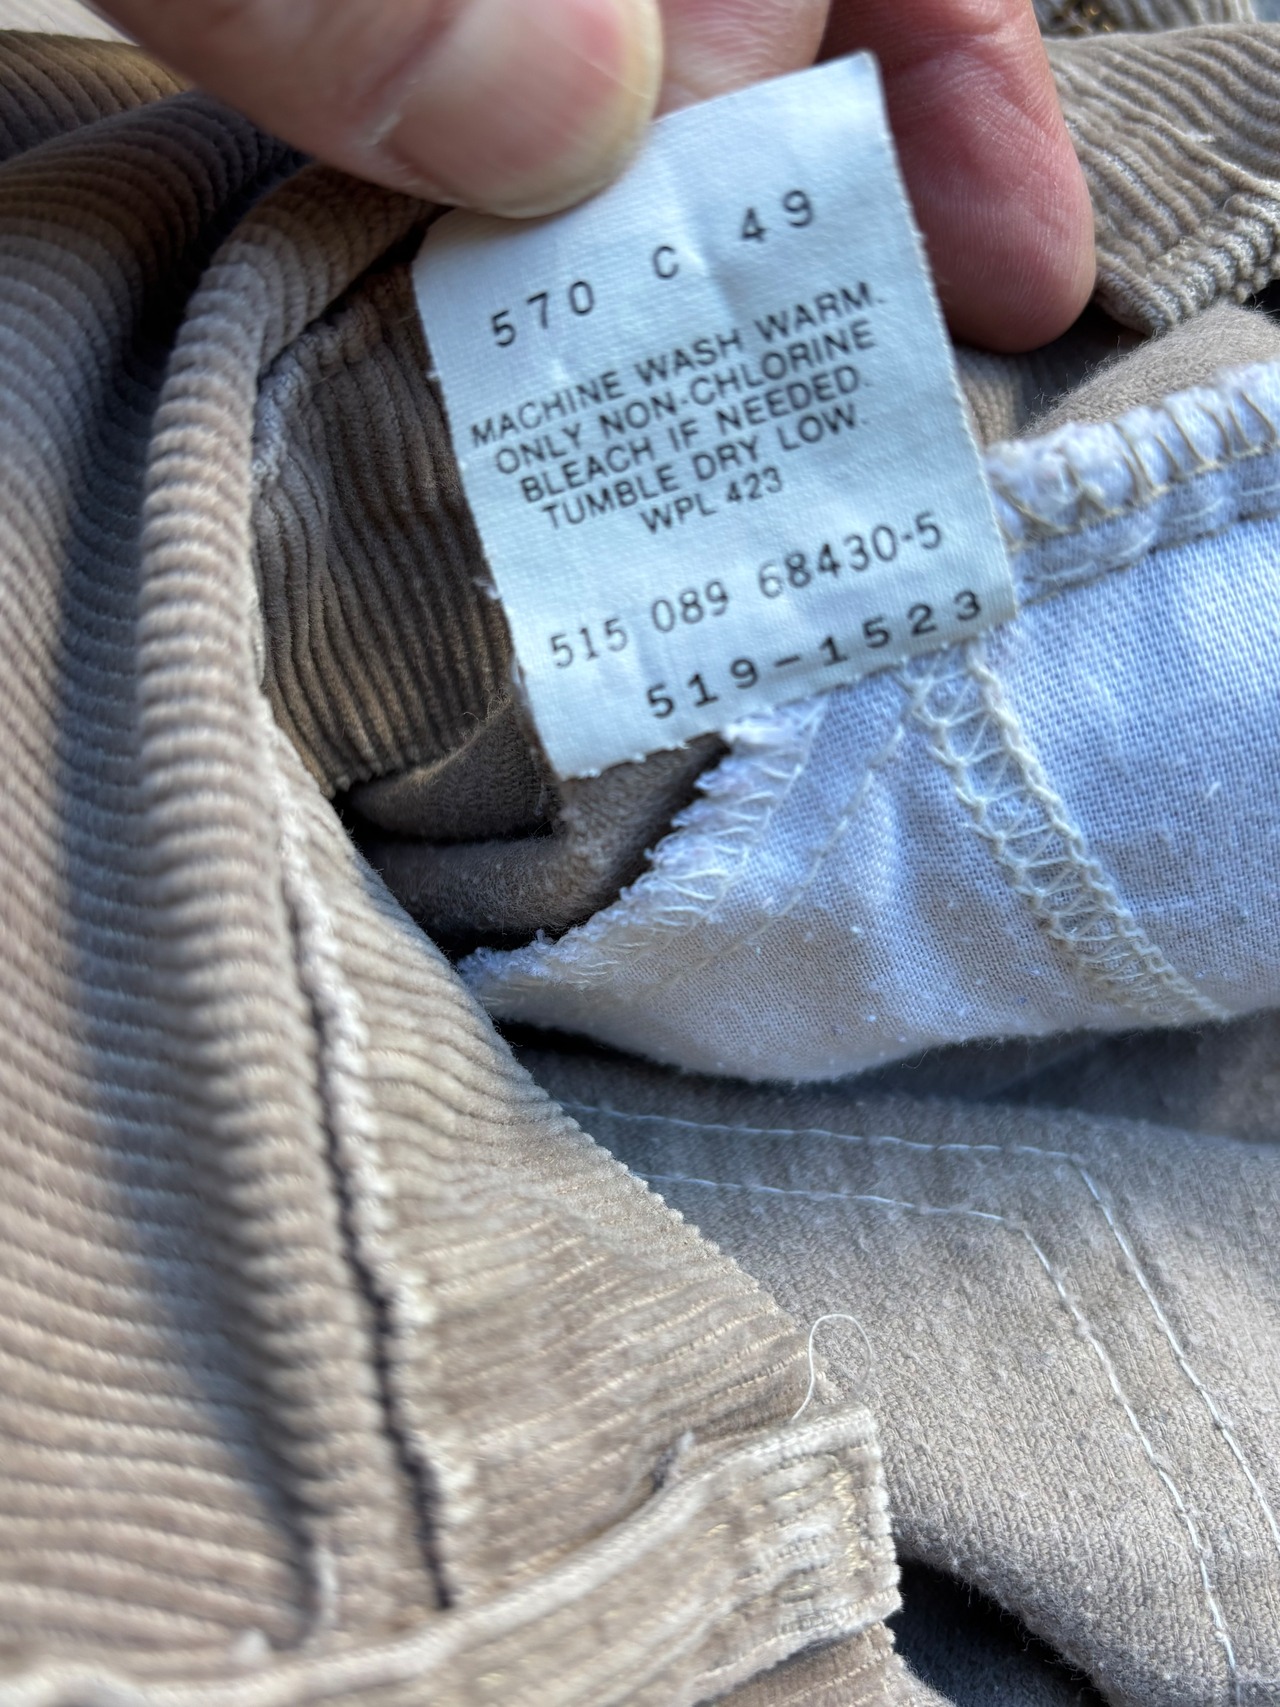 570 C 49
MACHINE WASH WARM.
ONLY NON-CHLORINE
BLEACH IF NEEDED.
TUMBLE DRY LOW.
WPL 423
515 089 68430-5
519-1523